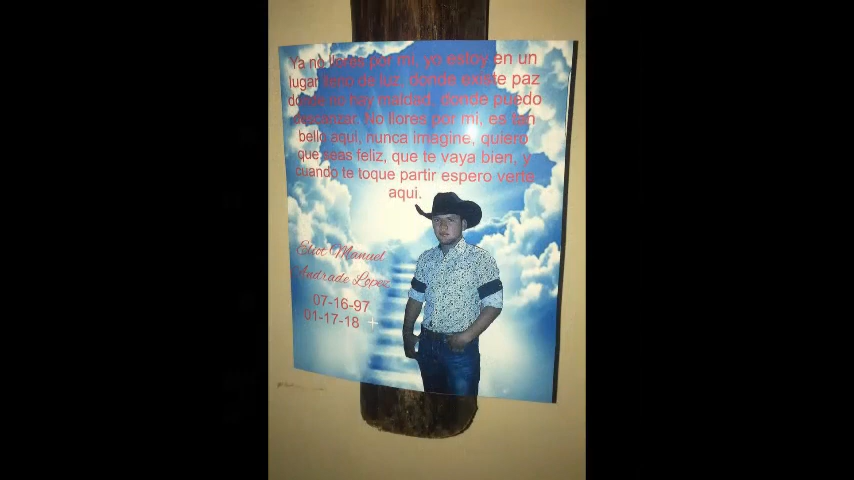 Ya no llores por mi, yo estoy en un
lugar lleno de luz, donde existe paz
donde no hay maldad, donde puedo
descanzar. No llores por mi, es tan
bello aqui, nunca imagine, quiero
que seas feliz, que te vaya bien, y
cuando te toque partir espero verte
aqui.
Eliot Manuel
Andrade Lopez
07-16-97
01-17-18